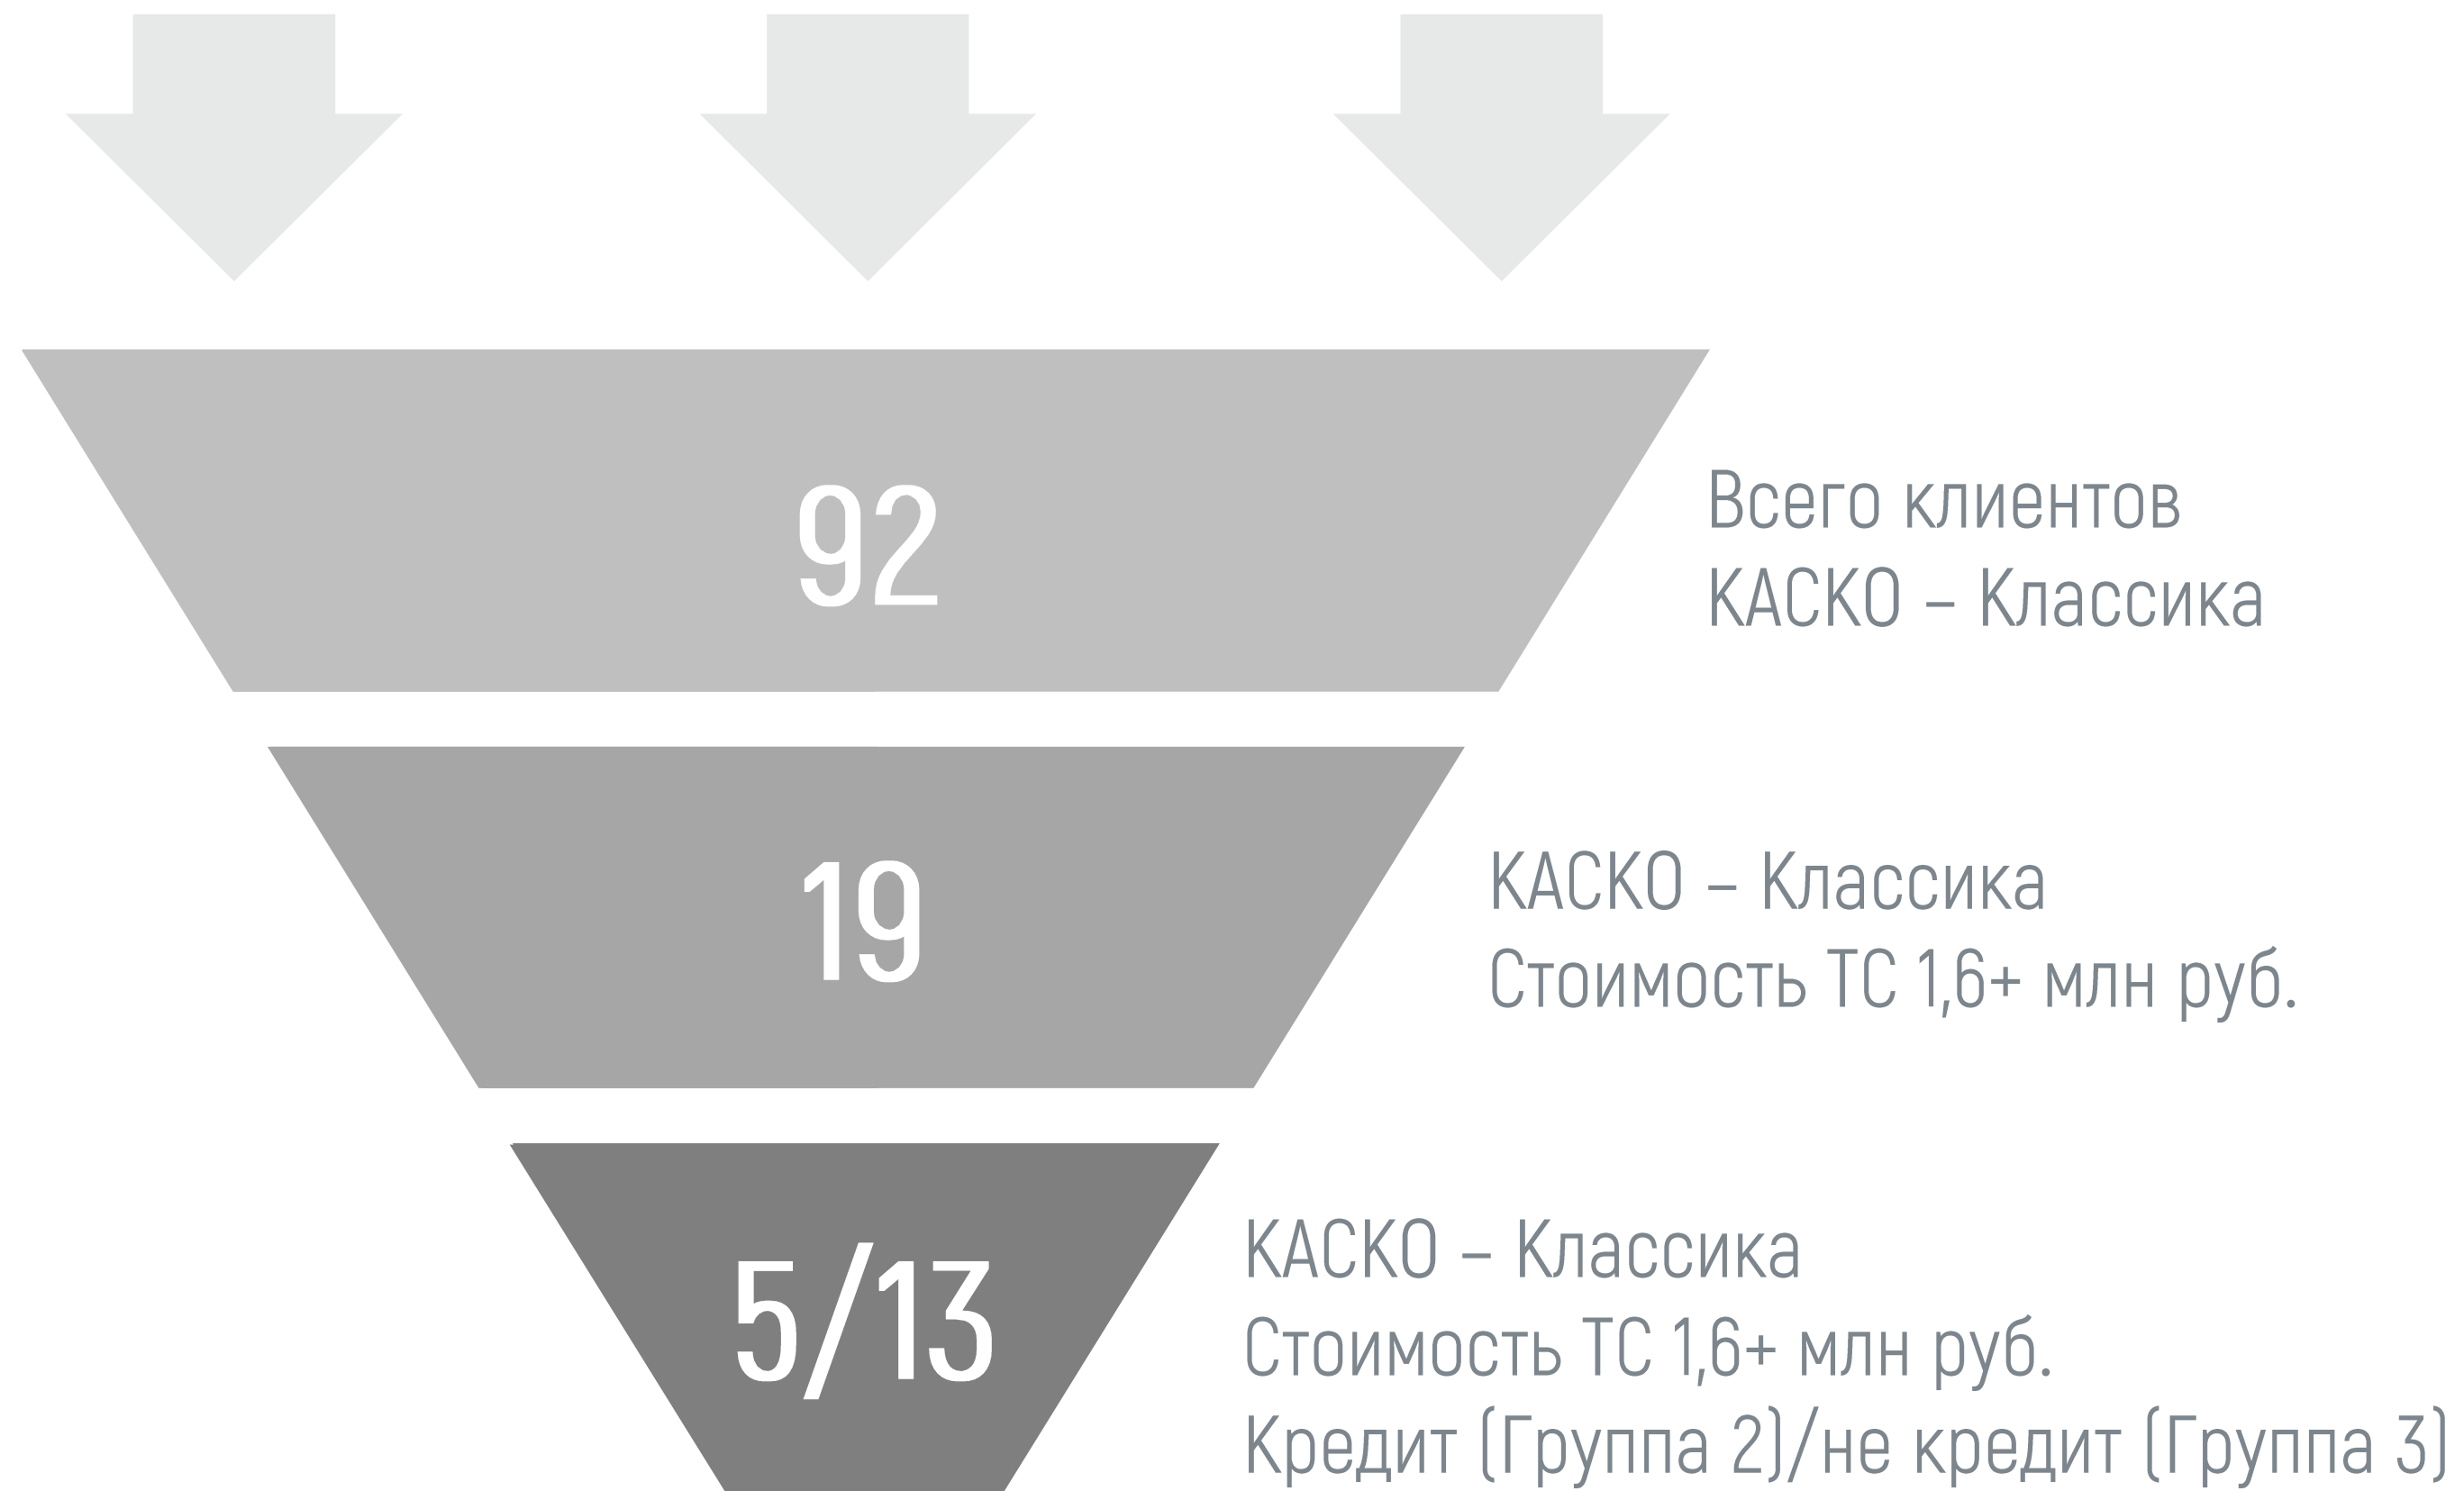 92
Всего клиентов
КАСКО – Классика
19
КАСКО – Классика
Стоимость ТС 1,6+ млн руб.
5/13
КАСКО – Классика
Стоимость ТС 1,6+ млн руб.
Кредит (Группа 2)/не кредит (Группа 3)